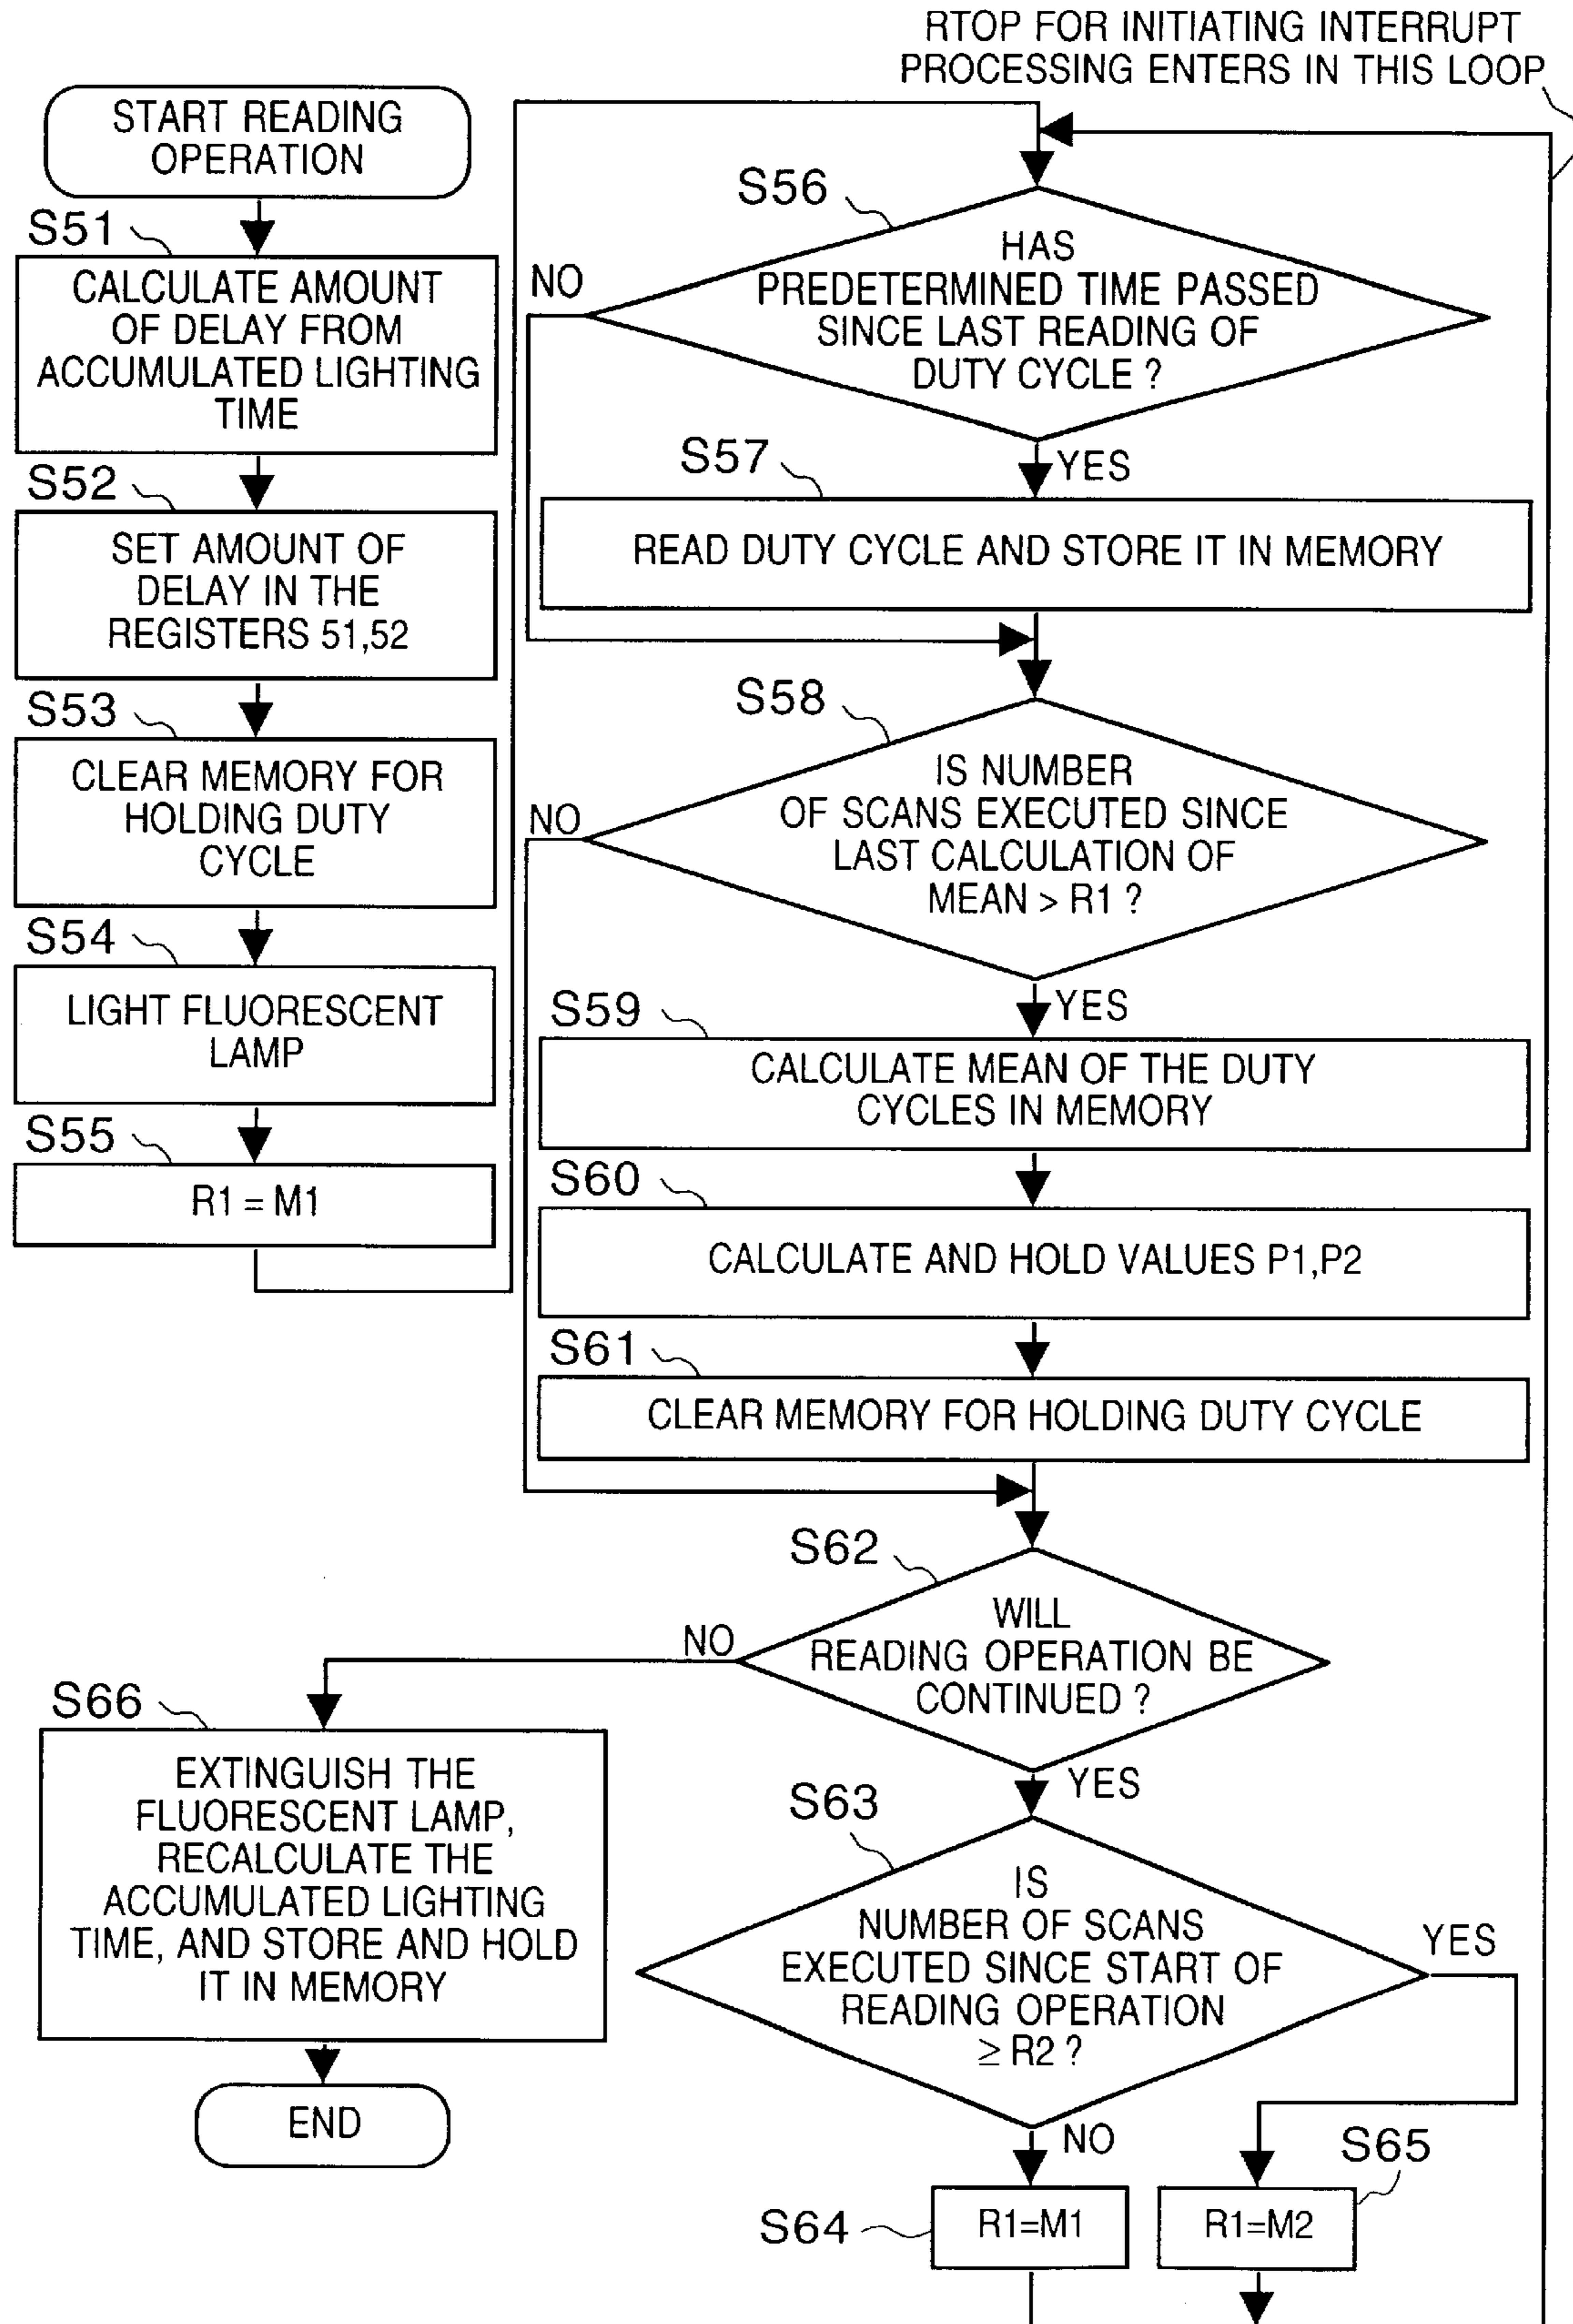 RTOP FOR INITIATING INTERRUPT
PROCESSING ENTERS IN THIS LOOP
START READING
OPERATION
S51
CALCULATE AMOUNT
OF DELAY FROM
ACCUMULATED LIGHTING
TIME
S52
SET AMOUNT OF
DELAY IN THE
REGISTERS 51,52
S53
CLEAR MEMORY FOR
HOLDING DUTY
CYCLE
S54
LIGHT FLUORESCENT
LAMP
S55
R1 = M1
S56
HAS
PREDETERMINED TIME PASSED
SINCE LAST READING OF
DUTY CYCLE ?
NO
YES
S57
READ DUTY CYCLE AND STORE IT IN MEMORY
S58
IS NUMBER
OF SCANS EXECUTED SINCE
LAST CALCULATION OF
MEAN > R1 ?
NO
YES
S59
CALCULATE MEAN OF THE DUTY
CYCLES IN MEMORY
S60
CALCULATE AND HOLD VALUES P1,P2
S61
CLEAR MEMORY FOR HOLDING DUTY CYCLE
S62
WILL
READING OPERATION BE
CONTINUED ?
NO
YES
S66
EXTINGUISH THE
FLUORESCENT LAMP,
RECALCULATE THE
ACCUMULATED LIGHTING
TIME, AND STORE AND HOLD
IT IN MEMORY
END
S63
IS
NUMBER OF SCANS
EXECUTED SINCE START OF
READING OPERATION
≥ R2 ?
YES
NO
S64
R1=M1
S65
R1=M2